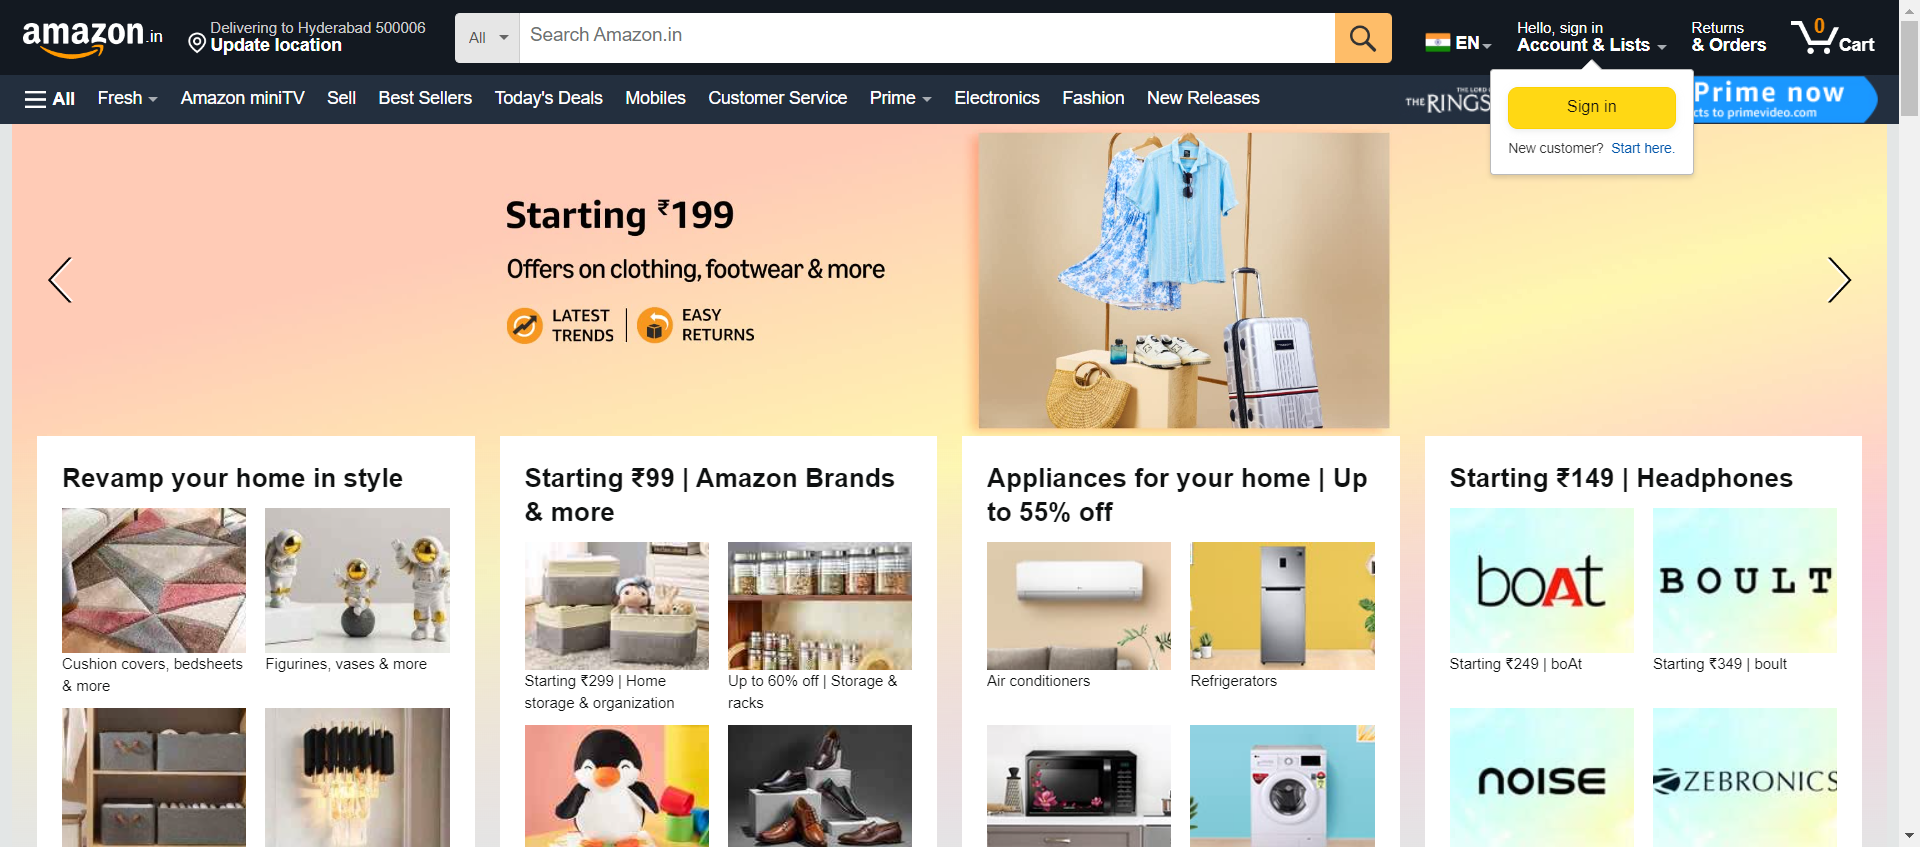 amazon.in
Delivering to Hyderabad 500006
Update location
All
Search Amazon.in
EN
Hello, sign in
Account & Lists
Returns
& Orders
0
Cart
All
Fresh
Amazon miniTV
Sell
Best Sellers
Today's Deals
Mobiles
Customer Service
Prime
Electronics
Fashion
New Releases
THE LORD
THE RINGS
Prime now
cts to primevideo.com
Sign in
New customer? Start here.
Starting ₹199
Offers on clothing, footwear & more
LATEST
TRENDS
EASY
RETURNS
Revamp your home in style
Cushion covers, bedsheets
& more
Figurines, vases & more
Starting ₹99 | Amazon Brands
& more
Starting ₹299 | Home
storage & organization
Up to 60% off | Storage &
racks
Appliances for your home | Up
to 55% off
Air conditioners
Refrigerators
Starting ₹149 | Headphones
boAt
Starting ₹249 | boAt
BOULT
Starting ₹349 | boult
noise
ZEBRONICS